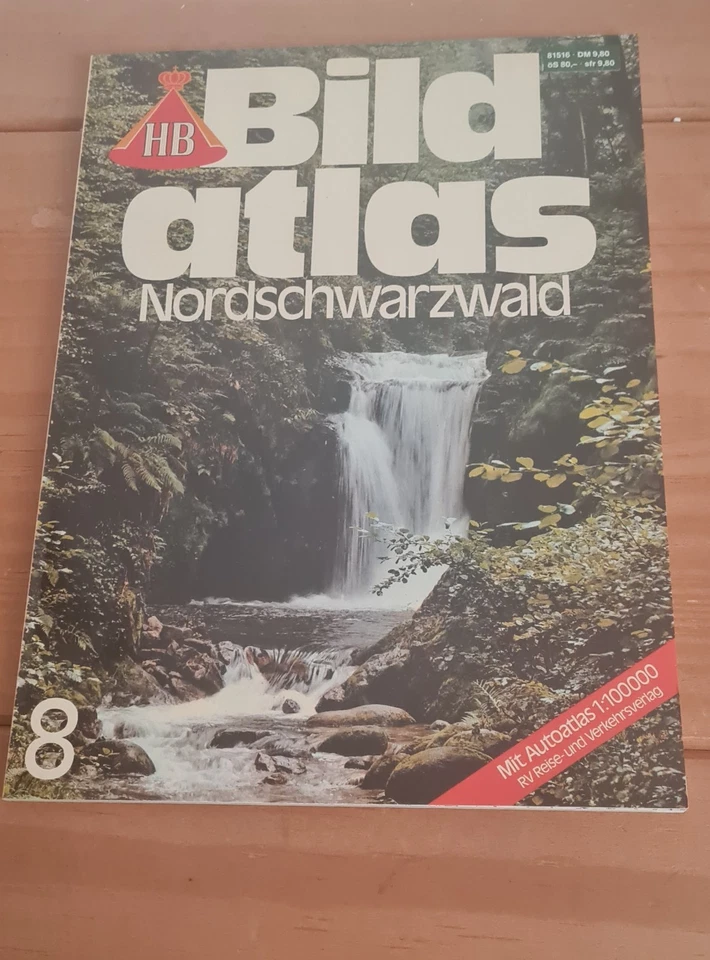 81516 · DM 9,80
öS 80,– · sfr 9,80
HB
Bild
atlas
Nordschwarzwald
8
Mit Autoatlas 1:100000
RV Reise- und Verkehrsverlag